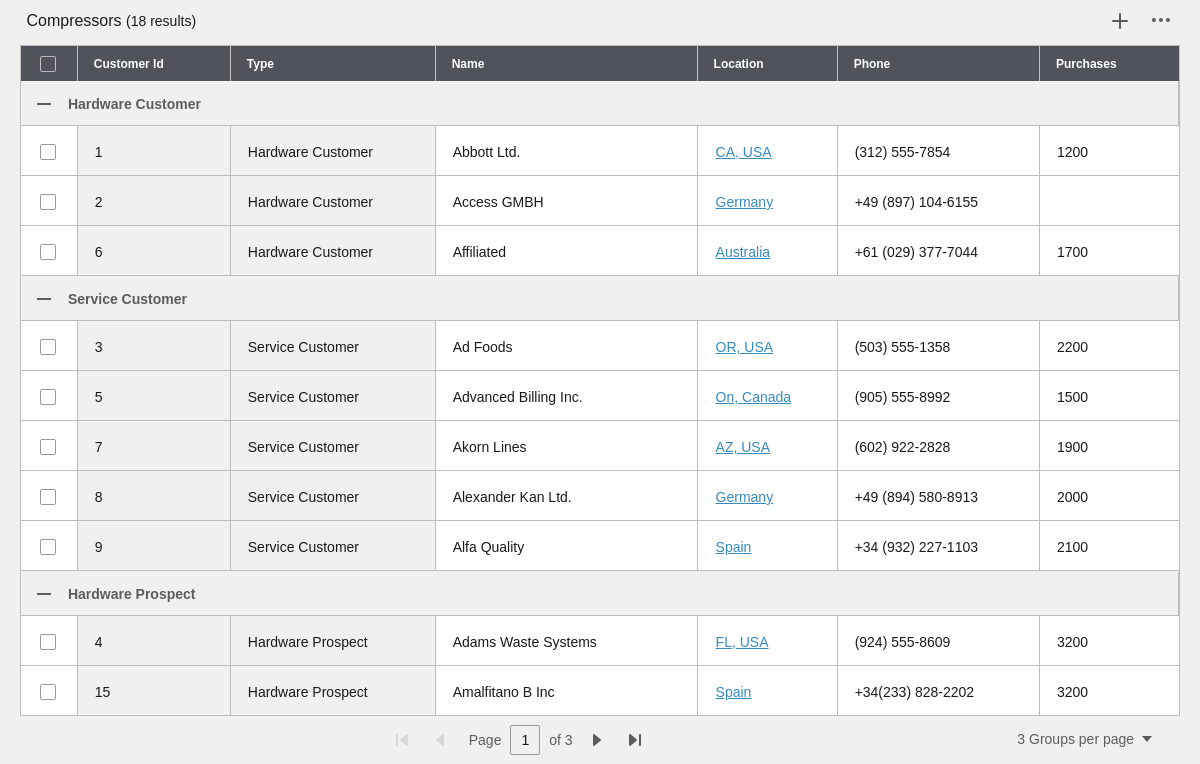 Compressors (18 results)
Customer Id Type Name Location Phone Purchases
Hardware Customer
1 Hardware Customer Abbott Ltd. CA, USA (312) 555-7854 1200
2 Hardware Customer Access GMBH Germany +49 (897) 104-6155
6 Hardware Customer Affiliated Australia +61 (029) 377-7044 1700
Service Customer
3 Service Customer Ad Foods OR, USA (503) 555-1358 2200
5 Service Customer Advanced Billing Inc. On, Canada (905) 555-8992 1500
7 Service Customer Akorn Lines AZ, USA (602) 922-2828 1900
8 Service Customer Alexander Kan Ltd. Germany +49 (894) 580-8913 2000
9 Service Customer Alfa Quality Spain +34 (932) 227-1103 2100
Hardware Prospect
4 Hardware Prospect Adams Waste Systems FL, USA (924) 555-8609 3200
15 Hardware Prospect Amalfitano B Inc Spain +34(233) 828-2202 3200
Page 1 of 3 3 Groups per page